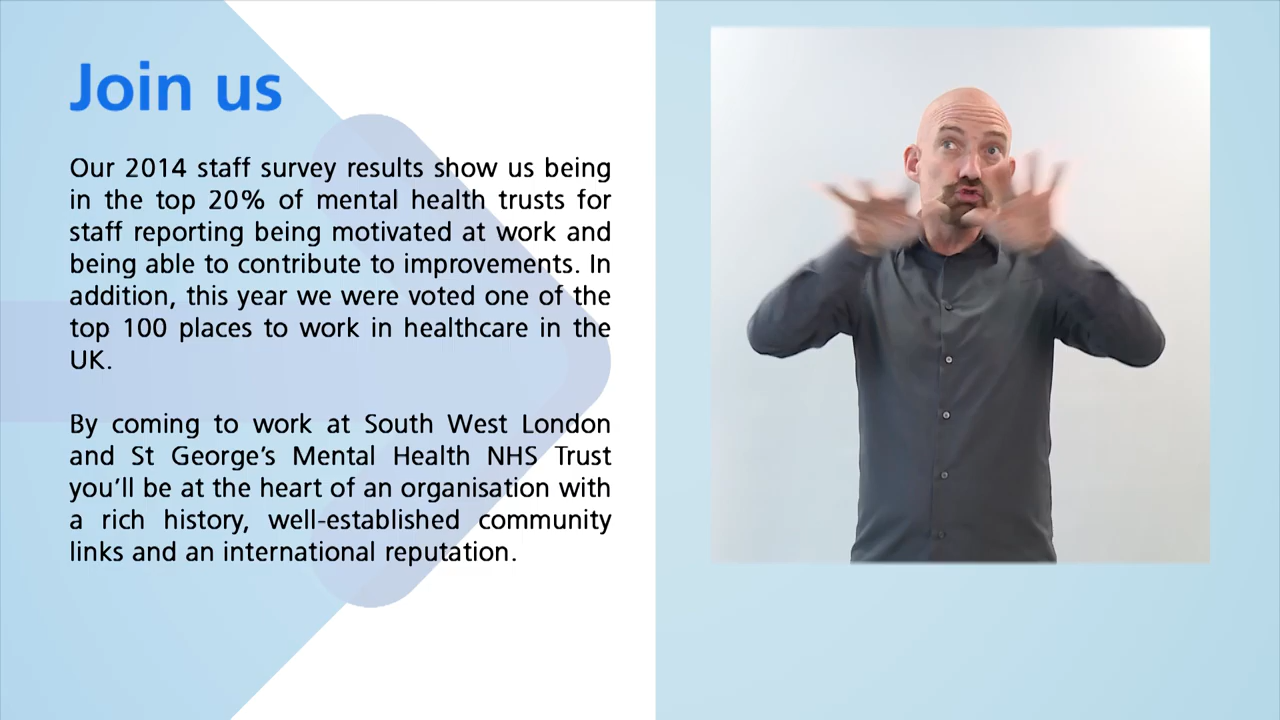 Join us
Our 2014 staff survey results show us being
in the top 20% of mental health trusts for
staff reporting being motivated at work and
being able to contribute to improvements. In
addition, this year we were voted one of the
top 100 places to work in healthcare in the
UK.
By coming to work at South West London
and St George’s Mental Health NHS Trust
you’ll be at the heart of an organisation with
a rich history, well-established community
links and an international reputation.